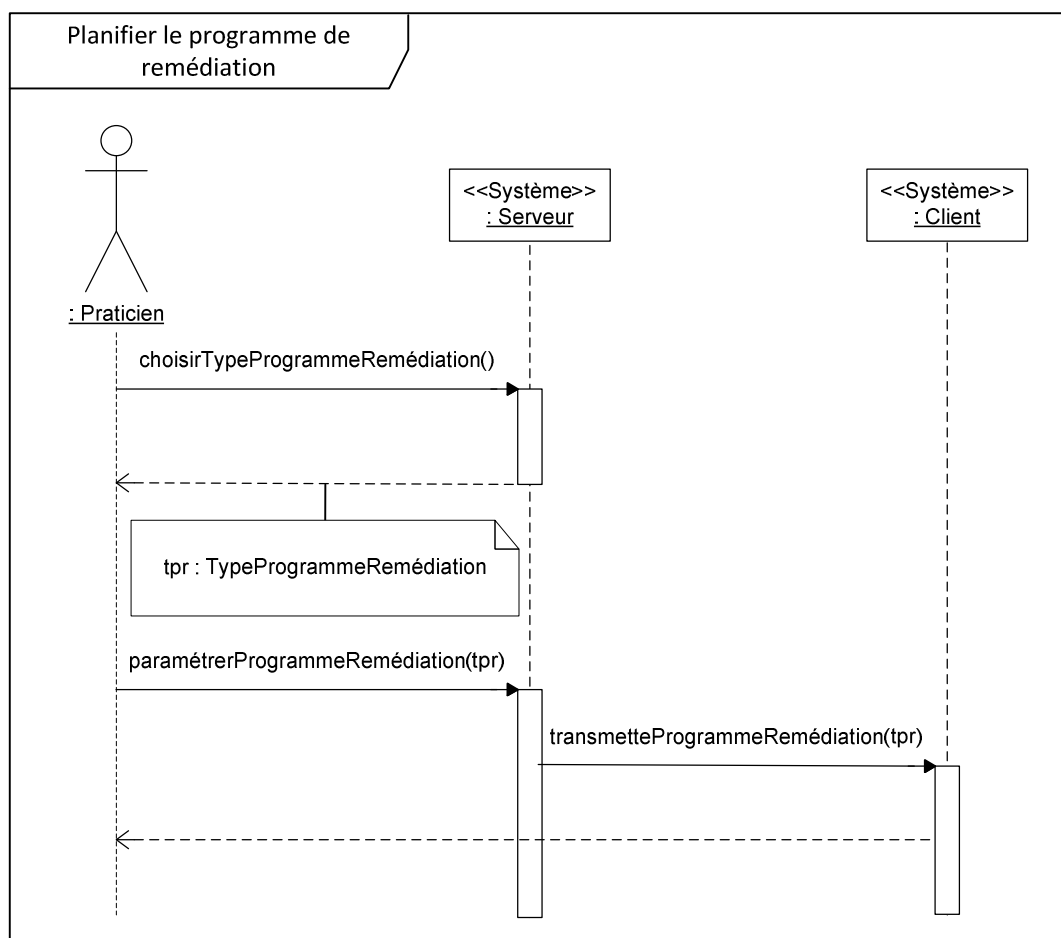 Planifier le programme de
remédiation
<<Système>>
: Serveur
<<Système>>
: Client
: Praticien
choisirTypeProgrammeRemédiation()
tpr : TypeProgrammeRemédiation
paramétrerProgrammeRemédiation(tpr)
transmetteProgrammeRemédiation(tpr)